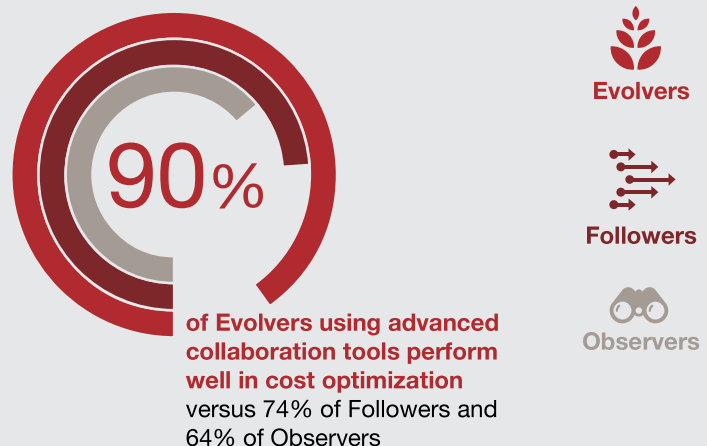 90%
of Evolvers using advanced
collaboration tools perform
well in cost optimization
versus 74% of Followers and
64% of Observers
Evolvers
Followers
Observers